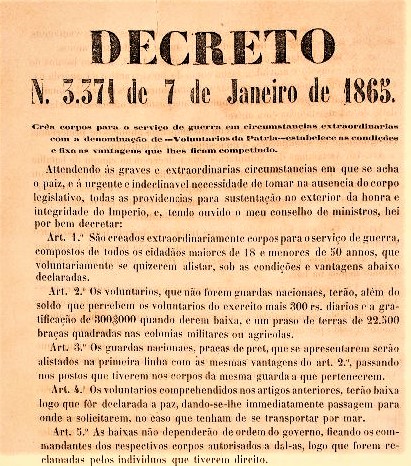 DECRETO
N. 3.371 de 7 de Janeiro de 1865.
Crêa corpos para o serviço de guerra em circumstancias extraordinarias
com a denominação de—Voluntarios da Patria—estabelece as condições
e fixa as vantagens que lhes ficam competindo.
Attendendo ás graves e extraordinarias circumstancias em que se acha
o paiz, e á urgente e indeclinavel necessidade de tomar na ausencia do corpo
legislativo, todas as providencias para sustentação no exterior da honra e
integridade do Imperio, e, tendo ouvido o meu conselho de ministros, hei
por bem decretar:
Art. 1.º São creados extraordinariamente corpos para o serviço de guerra,
compostos de todos os cidadãos maiores de 18 e menores de 50 annos, que
voluntariamente se quizerem alistar, sob as condições e vantagens abaixo
declaradas.
Art. 2.º Os voluntarios, que não forem guardas nacionaes, terão, além do
soldo que percebem os voluntarios do exercito mais 300 rs. diarios e a gra-
tificação de 300$000 quando derem baixa, e um praso de terras de 22.500
braças quadradas nas colonias militares ou agricolas.
Art. 3.º Os guardas nacionaes, praças de pret, que se apresentarem serão
alistados na primeira linha com as mesmas vantagens do art. 2.º, passando
nos postos que tiverem nos corpos da mesma guarda a que pertencerem.
Art. 4.º Os voluntarios comprehendidos nos artigos anteriores, terão baixa
logo que fôr declarada a paz, dando-se-lhe immediatamente passagem para
onde a solicitarem, no caso que tenham de se transportar por mar.
Art. 5.º As baixas não dependerão de ordem do governo, ficando os com-
mandantes dos respectivos corpos autorisados a dal-as, logo que forem re-
clamadas pelos individuos que tiverem direito.